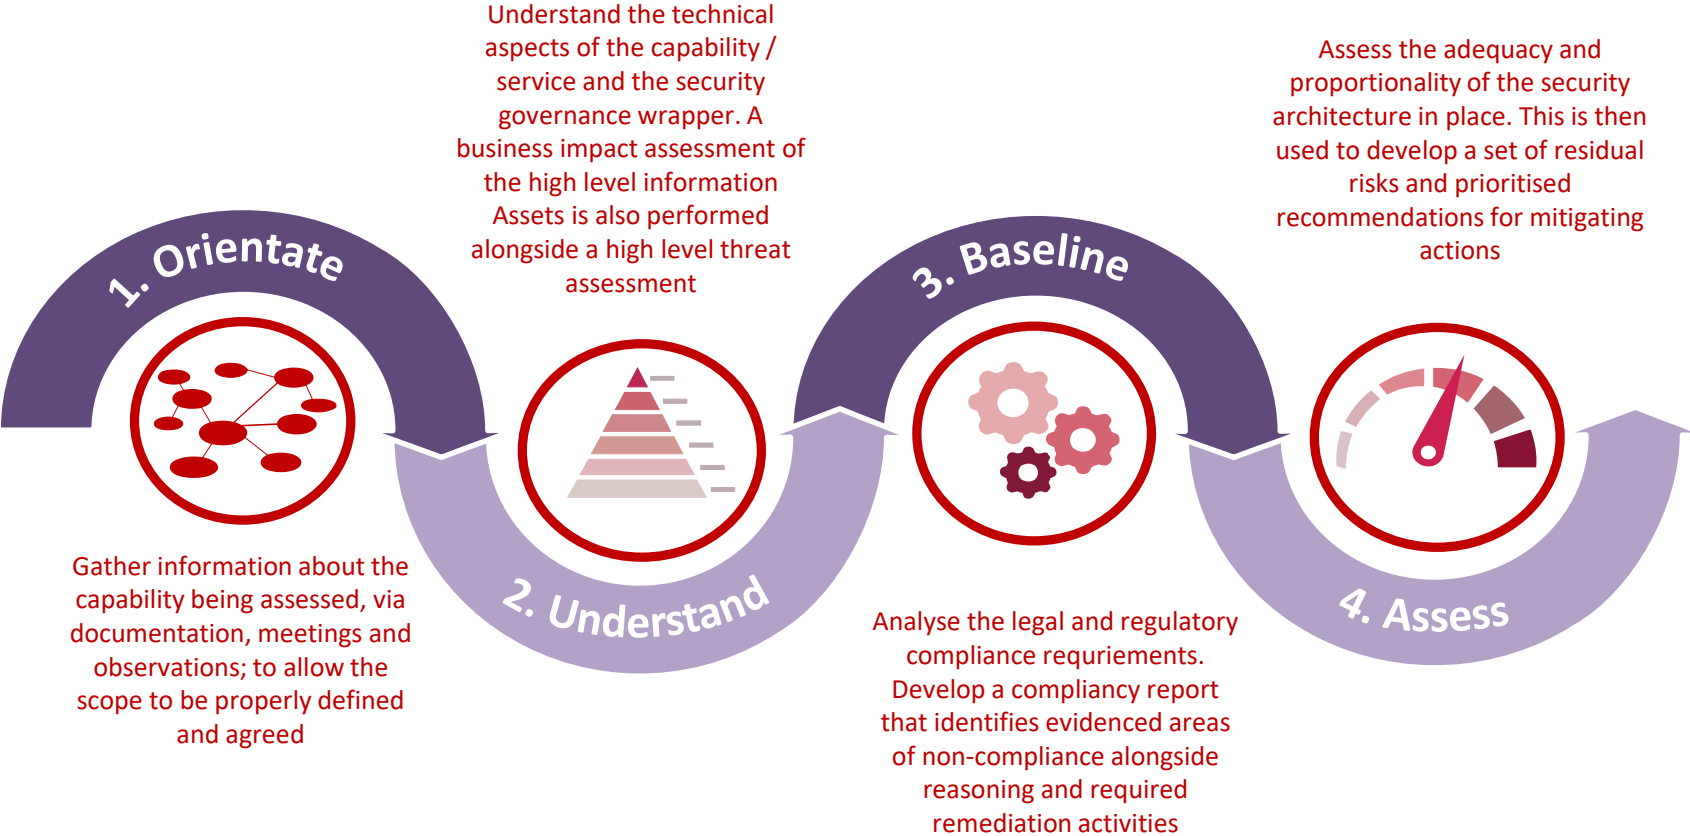 1. Orientate
Gather information about the
capability being assessed, via
documentation, meetings and
observations; to allow the
scope to be properly defined
and agreed
Understand the technical
aspects of the capability /
service and the security
governance wrapper. A
business impact assessment of
the high level information
Assets is also performed
alongside a high level threat
assessment
2. Understand
3. Baseline
Analyse the legal and regulatory
compliance requriements.
Develop a compliancy report
that identifies evidenced areas
of non-compliance alongside
reasoning and required
remediation activities
Assess the adequacy and
proportionality of the security
architecture in place. This is then
used to develop a set of residual
risks and prioritised
recommendations for mitigating
actions
4. Assess